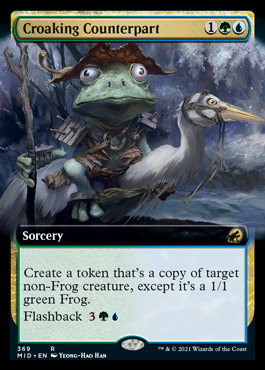 Croaking Counterpart 1
Sorcery
Create a token that's a copy of target
non-Frog creature, except it's a 1/1
green Frog.
Flashback 3
369 R
MID • EN Yeong-Hao Han ™ & © 2021 Wizards of the Coast